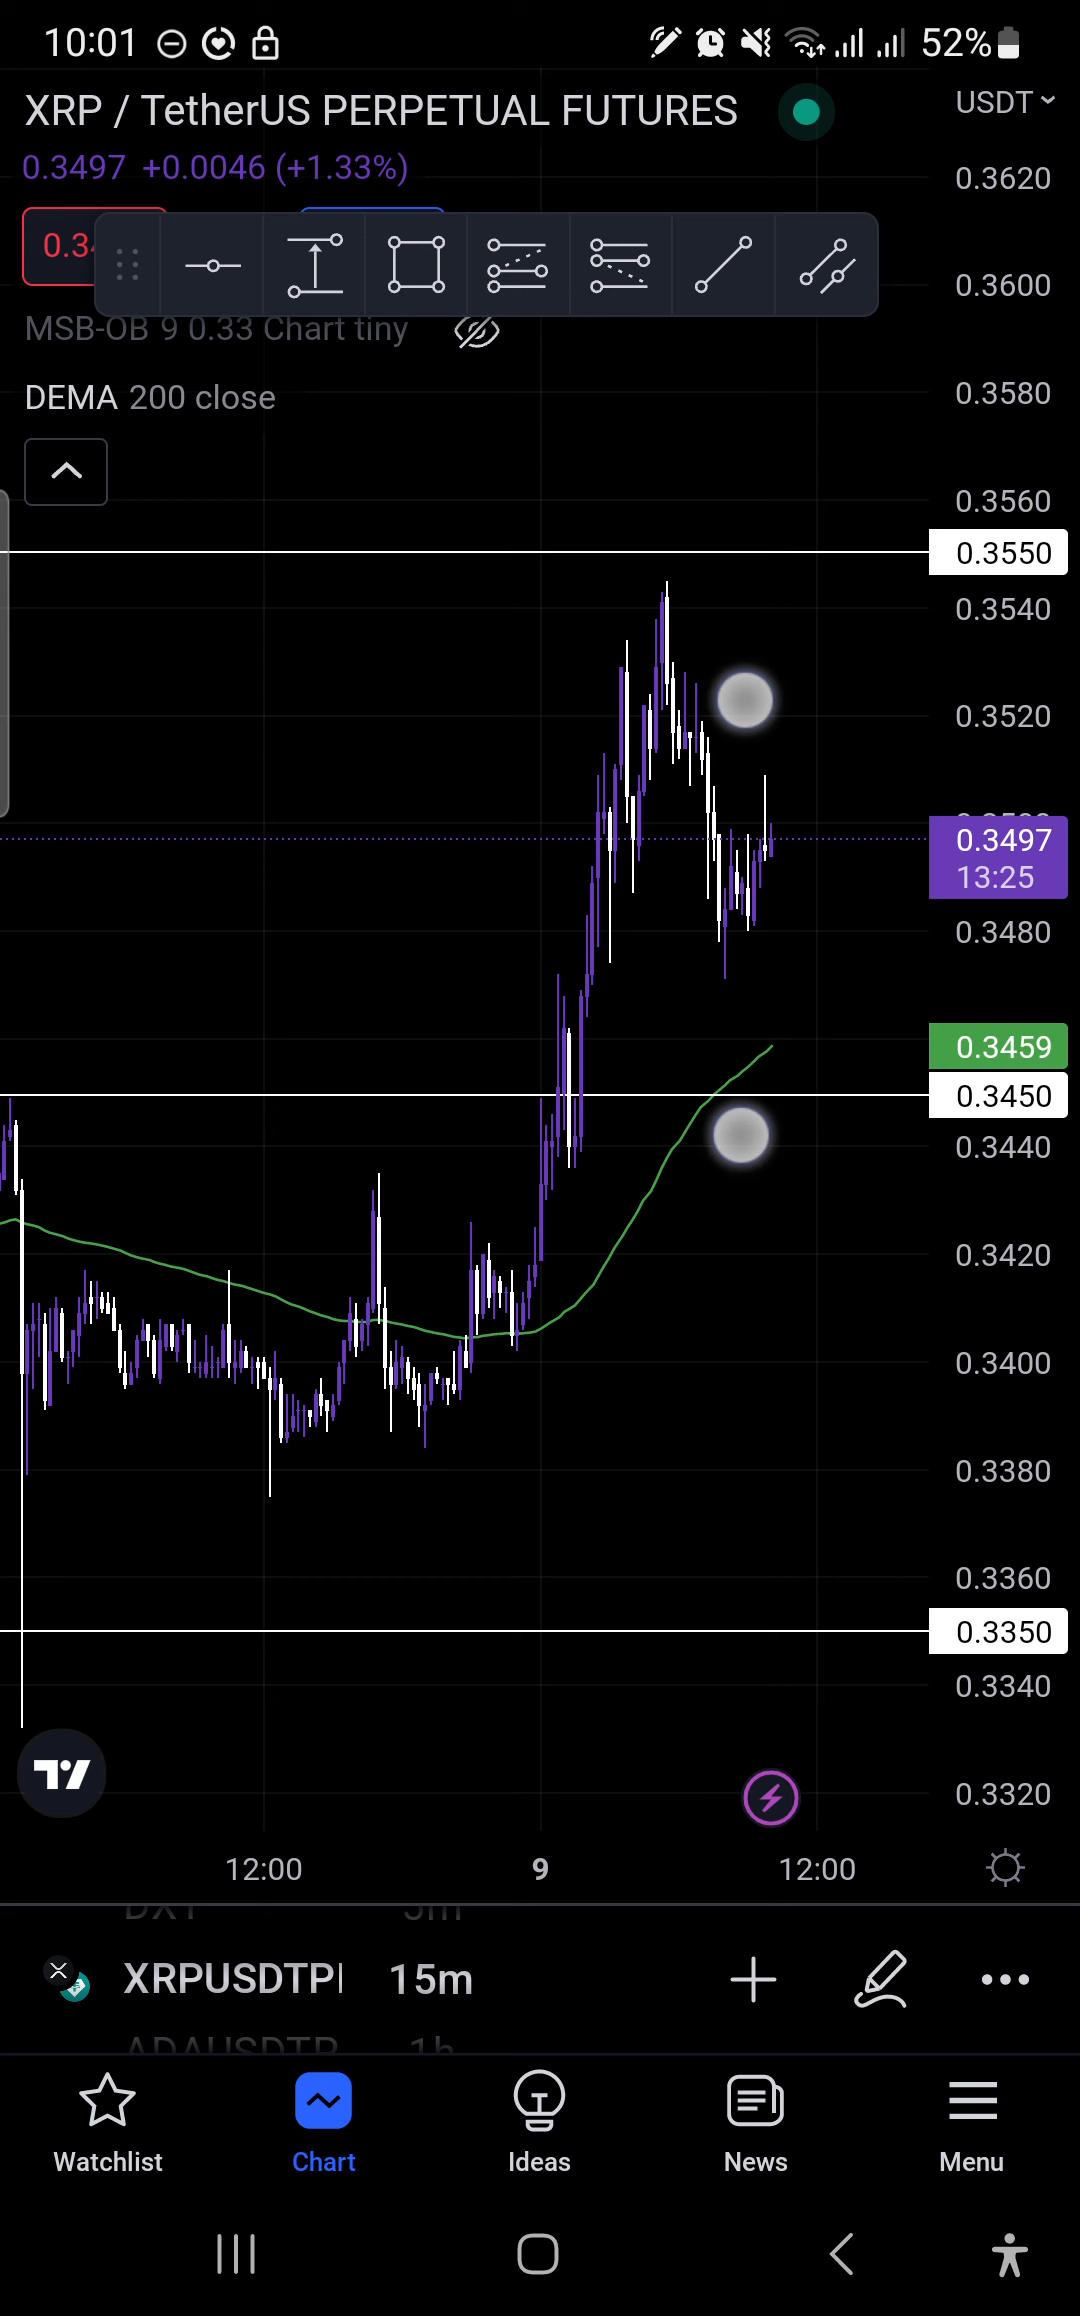 10:01 52%
XRP / TetherUS PERPETUAL FUTURES
USDT
0.3497 +0.0046 (+1.33%)
0.3620
0.3600
MSB-OB 9 0.33 Chart tiny
DEMA 200 close
0.3580
0.3560
0.3550
0.3540
0.3520
0.3497
13:25
0.3480
0.3459
0.3450
0.3440
0.3420
0.3400
0.3380
0.3360
0.3350
0.3340
0.3320
12:00 9 12:00
XRPUSDTP 15m
ADAUSDTP 1h
Watchlist Chart Ideas News Menu